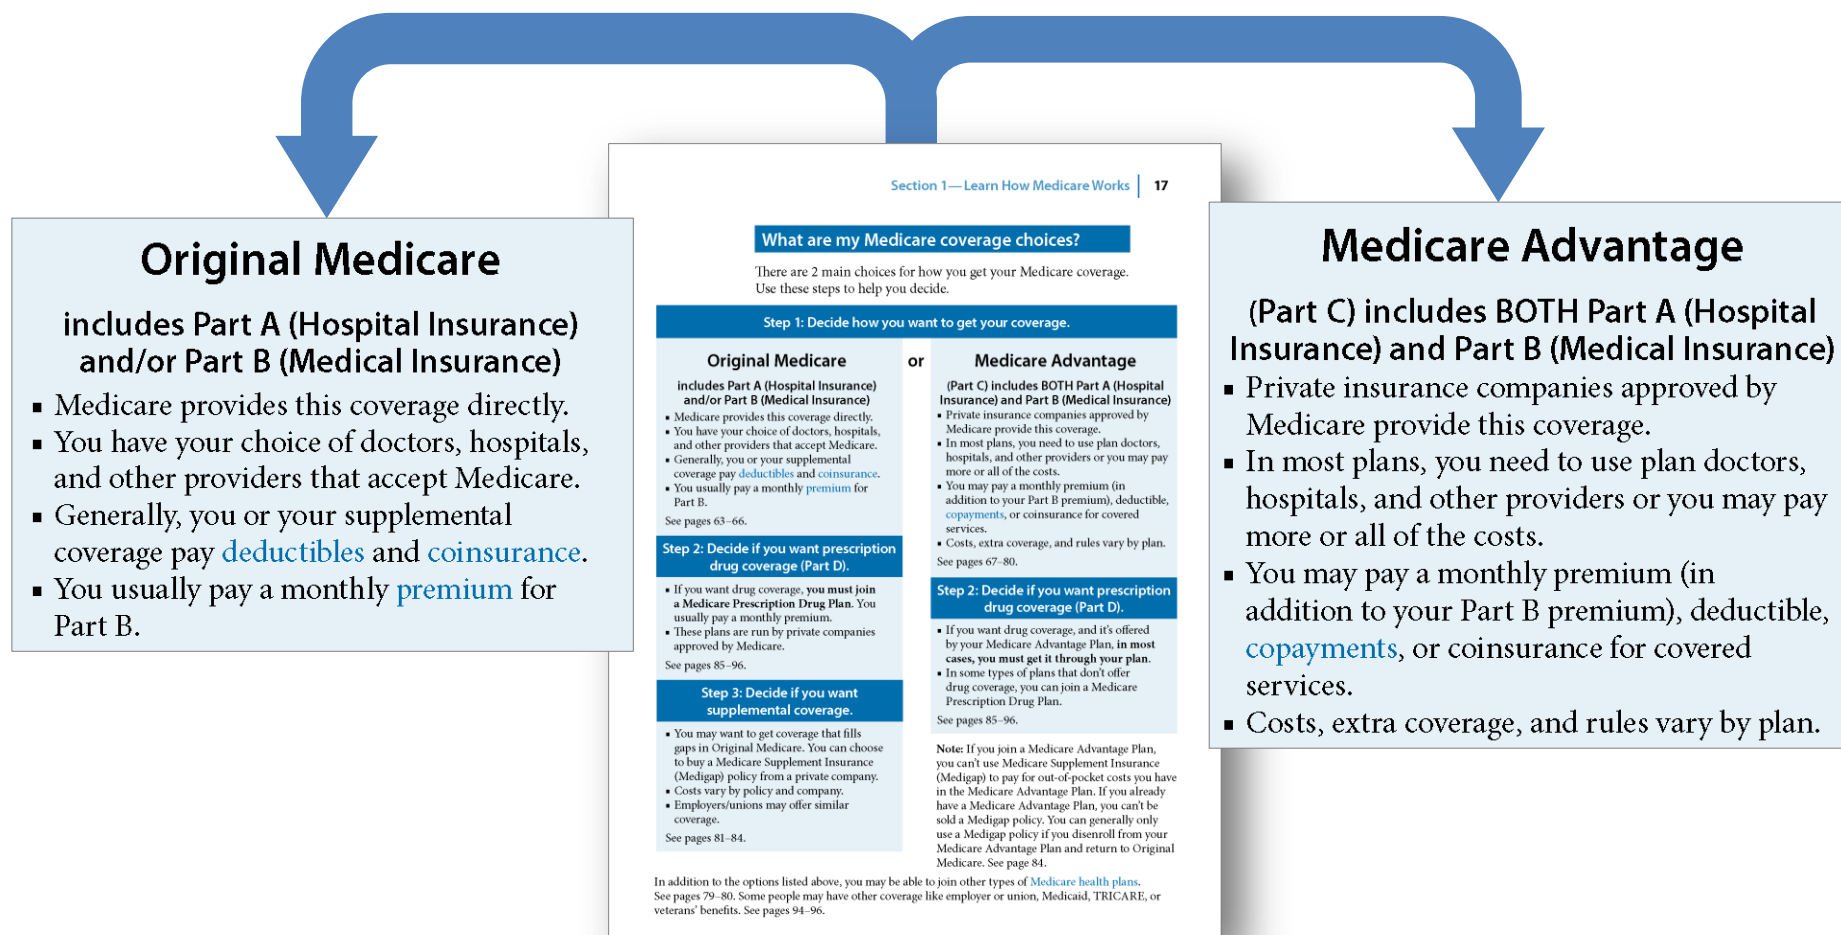 Original Medicare
includes Part A (Hospital Insurance)
and/or Part B (Medical Insurance)
▪ Medicare provides this coverage directly.
▪ You have your choice of doctors, hospitals,
and other providers that accept Medicare.
▪ Generally, you or your supplemental
coverage pay deductibles and coinsurance.
▪ You usually pay a monthly premium for
Part B.
Section 1—Learn How Medicare Works | 17
What are my Medicare coverage choices?
There are 2 main choices for how you get your Medicare coverage.
Use these steps to help you decide.
Step 1: Decide how you want to get your coverage.
Original Medicare
includes Part A (Hospital Insurance)
and/or Part B (Medical Insurance)
▪ Medicare provides this coverage directly.
▪ You have your choice of doctors, hospitals,
and other providers that accept Medicare.
▪ Generally, you or your supplemental
coverage pay deductibles and coinsurance.
▪ You usually pay a monthly premium for
Part B.
See pages 63–66.
Step 2: Decide if you want prescription
drug coverage (Part D).
▪ If you want drug coverage, you must join
a Medicare Prescription Drug Plan. You
usually pay a monthly premium.
▪ These plans are run by private companies
approved by Medicare.
See pages 85–96.
Step 3: Decide if you want
supplemental coverage.
▪ You may want to get coverage that fills
gaps in Original Medicare. You can choose
to buy a Medicare Supplement Insurance
(Medigap) policy from a private company.
▪ Costs vary by policy and company.
▪ Employers/unions may offer similar
coverage.
See pages 81–84.
or
Medicare Advantage
(Part C) includes BOTH Part A (Hospital
Insurance) and Part B (Medical Insurance)
▪ Private insurance companies approved by
Medicare provide this coverage.
▪ In most plans, you need to use plan doctors,
hospitals, and other providers or you may pay
more or all of the costs.
▪ You may pay a monthly premium (in
addition to your Part B premium), deductible,
copayments, or coinsurance for covered
services.
▪ Costs, extra coverage, and rules vary by plan.
See pages 67–80.
Step 2: Decide if you want prescription
drug coverage (Part D).
▪ If you want drug coverage, and it's offered
by your Medicare Advantage Plan, in most
cases, you must get it through your plan.
▪ In some types of plans that don't offer
drug coverage, you can join a Medicare
Prescription Drug Plan.
See pages 85–96.
Note: If you join a Medicare Advantage Plan,
you can't use Medicare Supplement Insurance
(Medigap) to pay for out-of-pocket costs you have
in the Medicare Advantage Plan. If you already
have a Medicare Advantage Plan, you can't be
sold a Medigap policy. You can generally only
use a Medigap policy if you disenroll from your
Medicare Advantage Plan and return to Original
Medicare. See page 84.
In addition to the options listed above, you may be able to join other types of Medicare health plans.
See pages 79–80. Some people may have other coverage like employer or union, Medicaid, TRICARE, or
veterans' benefits. See pages 94–96.
Medicare Advantage
(Part C) includes BOTH Part A (Hospital
Insurance) and Part B (Medical Insurance)
▪ Private insurance companies approved by
Medicare provide this coverage.
▪ In most plans, you need to use plan doctors,
hospitals, and other providers or you may pay
more or all of the costs.
▪ You may pay a monthly premium (in
addition to your Part B premium), deductible,
copayments, or coinsurance for covered
services.
▪ Costs, extra coverage, and rules vary by plan.